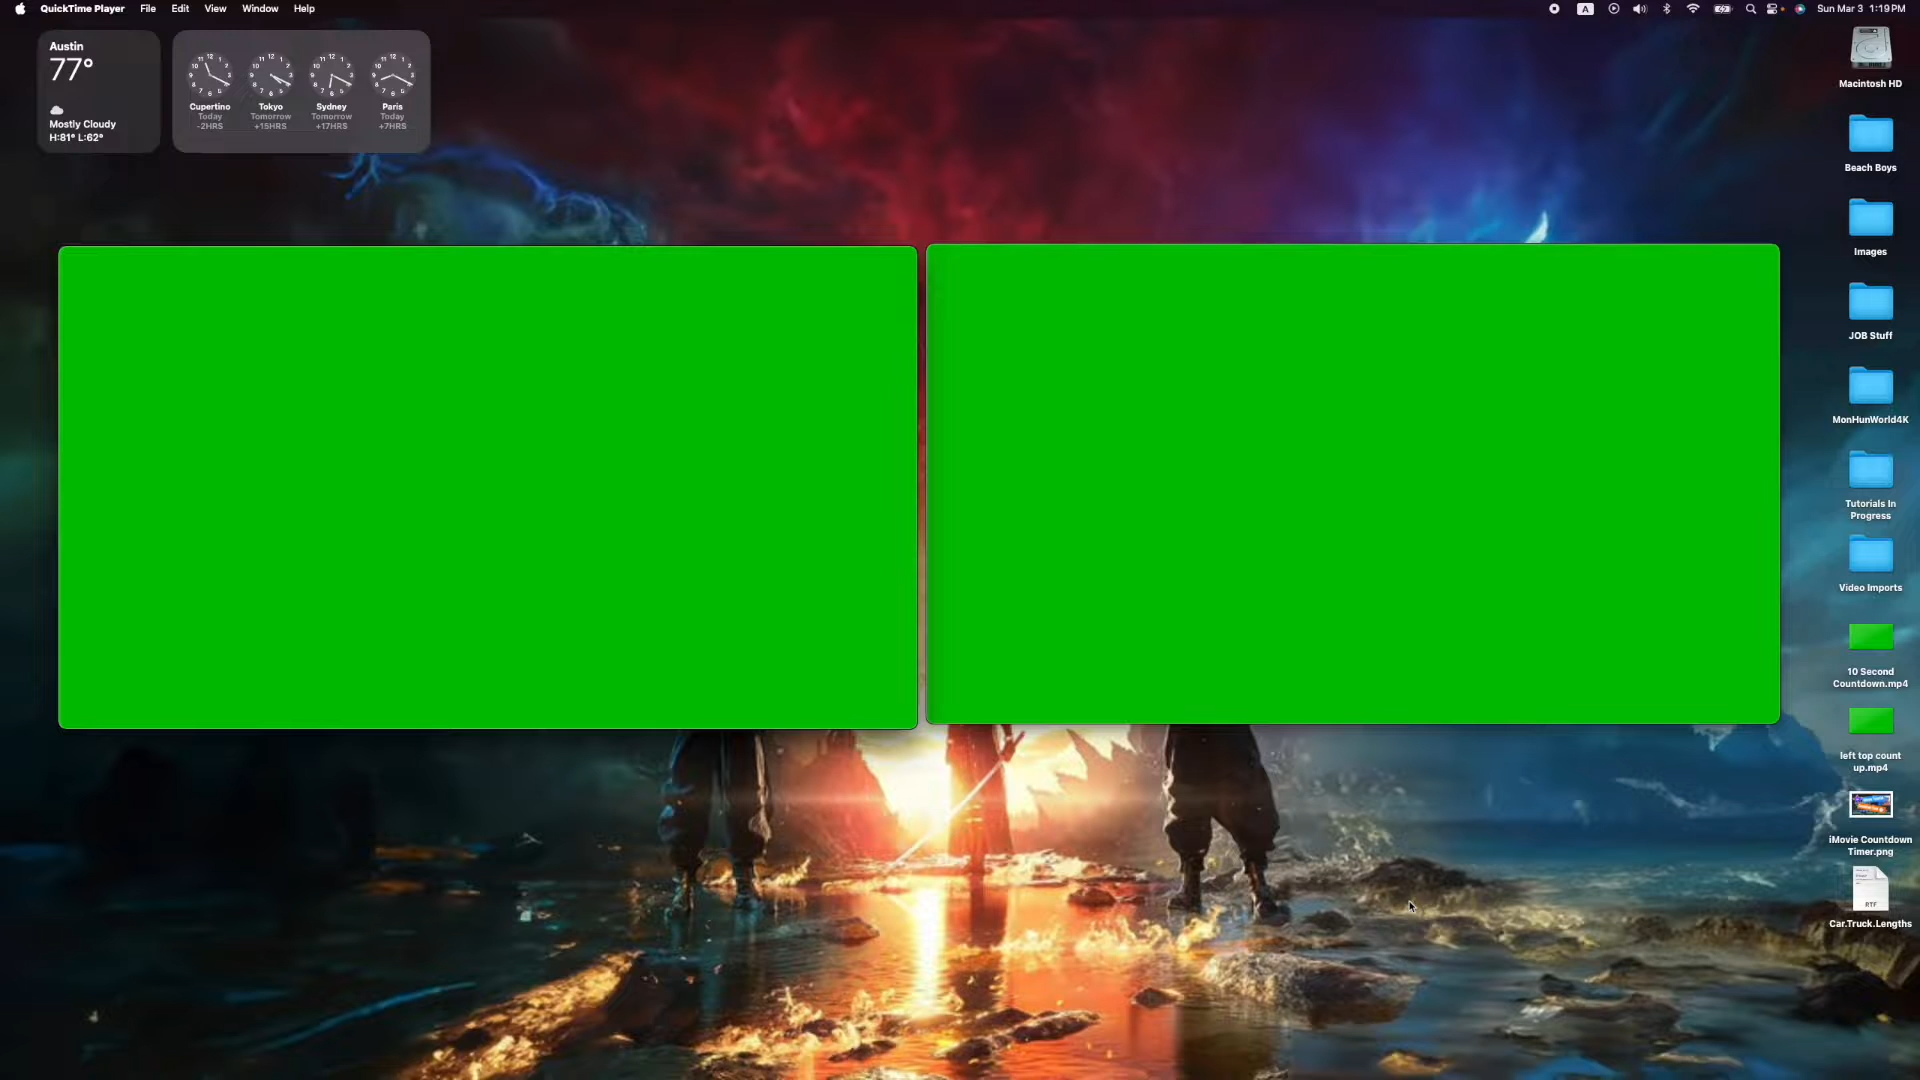 QuickTime Player File Edit View Window Help
A
Sun Mar 3 1:19 PM
Austin
77°
Mostly Cloudy
H:81° L:62°
Cupertino
Today
-2HRS
Tokyo
Tomorrow
+15HRS
Sydney
Tomorrow
+17HRS
Paris
Today
+7HRS
Macintosh HD
Beach Boys
Images
JOB Stuff
MonHunWorld4K
Tutorials In
Progress
Video Imports
10 Second
Countdown.mp4
left top count
up.mp4
iMovie Countdown
Timer.png
RTF
Car.Truck.Lengths